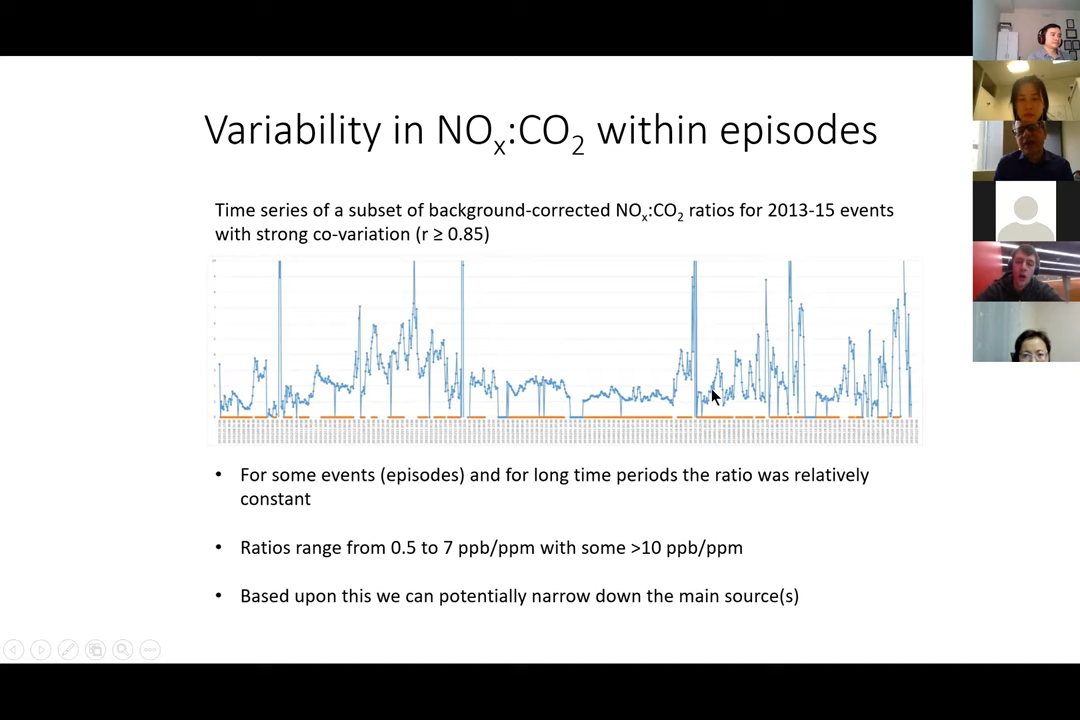 Variability in NOx:CO2 within episodes
Time series of a subset of background-corrected NOx:CO2 ratios for 2013-15 events
with strong co-variation (r ≥ 0.85)
• For some events (episodes) and for long time periods the ratio was relatively
constant
• Ratios range from 0.5 to 7 ppb/ppm with some >10 ppb/ppm
• Based upon this we can potentially narrow down the main source(s)